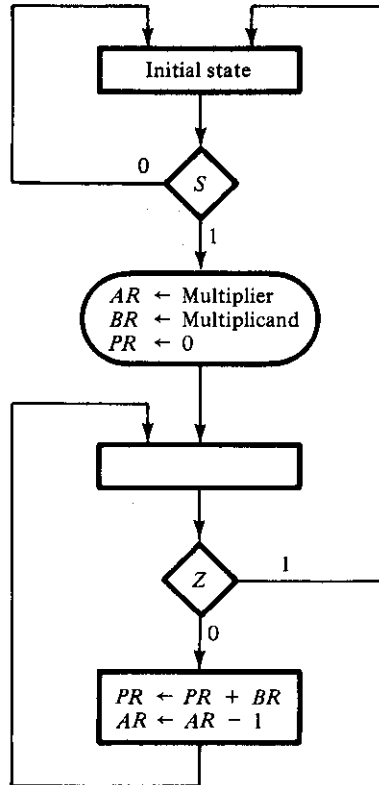 Initial state
0
S
1
AR ← Multiplier
BR ← Multiplicand
PR ← 0
Z
1
0
PR ← PR + BR
AR ← AR − 1